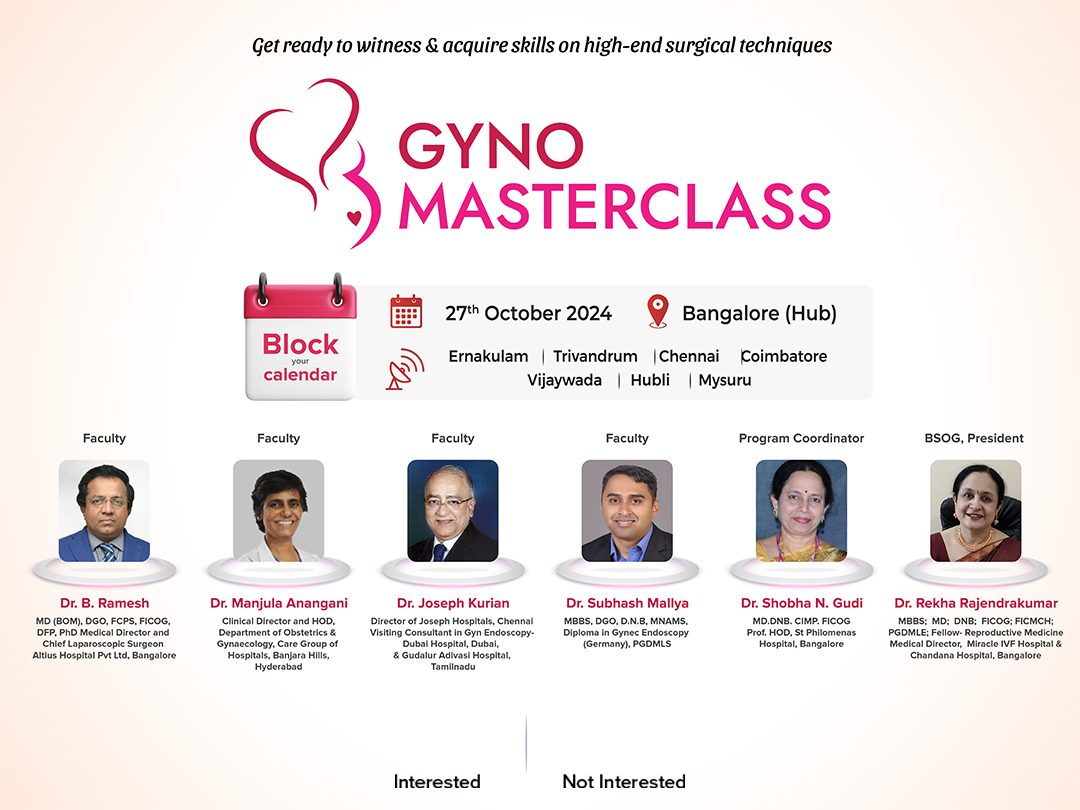 Get ready to witness & acquire skills on high-end surgical techniques
GYNO
MASTERCLASS
Block
your
calendar
27th October 2024
Bangalore (Hub)
Ernakulam | Trivandrum | Chennai | Coimbatore
Vijaywada | Hubli | Mysuru
Faculty
Dr. B. Ramesh
MD (BOM), DGO, FCPS, FICOG,
DFP, PhD Medical Director and
Chief Laparoscopic Surgeon
Altius Hospital Pvt Ltd, Bangalore
Faculty
Dr. Manjula Anangani
Clinical Director and HOD,
Department of Obstetrics &
Gynaecology, Care Group of
Hospitals, Banjara Hills,
Hyderabad
Faculty
Dr. Joseph Kurian
Director of Joseph Hospitals, Chennai
Visiting Consultant in Gyn Endoscopy-
Dubai Hospital, Dubai,
& Gudalur Adivasi Hospital,
Tamilnadu
Faculty
Dr. Subhash Mallya
MBBS, DGO, D.N.B, MNAMS,
Diploma in Gynec Endoscopy
(Germany), PGDMLS
Program Coordinator
Dr. Shobha N. Gudi
MD.DNB. CIMP. FICOG
Prof. HOD, St Philomenas
Hospital, Bangalore
BSOG, President
Dr. Rekha Rajendrakumar
MBBS; MD; DNB; FICOG; FICMCH;
PGDMLE; Fellow- Reproductive Medicine
Medical Director, Miracle IVF Hospital &
Chandana Hospital, Bangalore
Interested
Not Interested